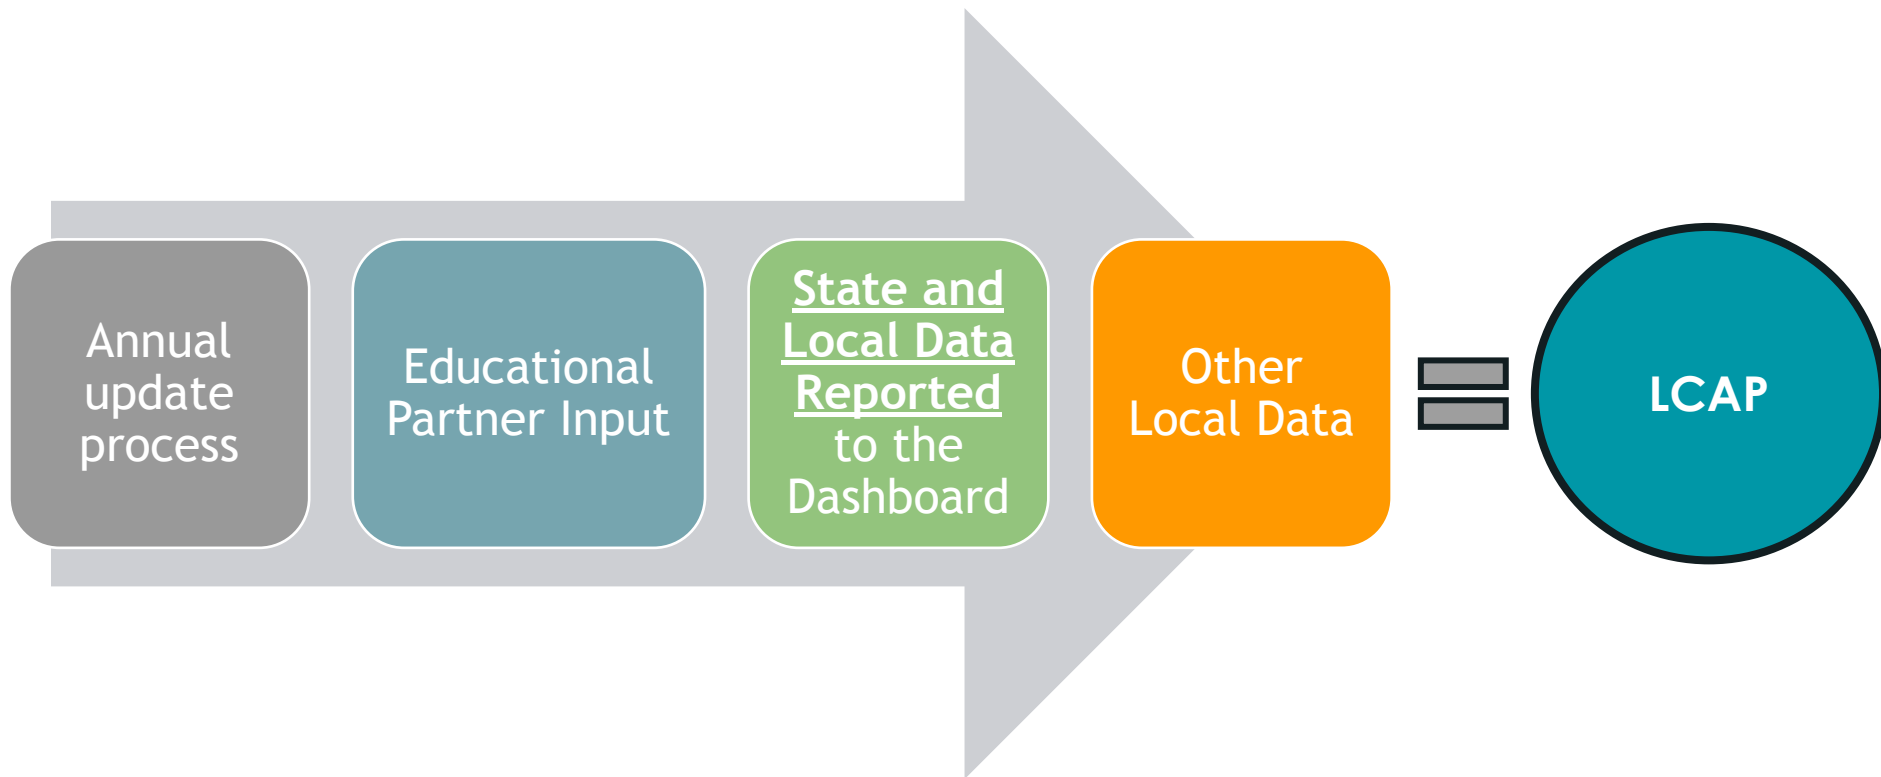 Annual
update
process
Educational
Partner Input
State and
Local Data
Reported
to the
Dashboard
Other
Local Data
LCAP